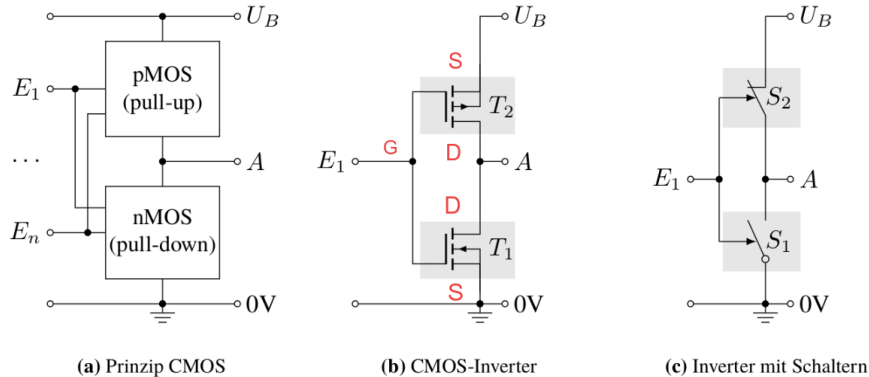 U_B
pMOS
(pull-up)
E_1
...
A
E_n
nMOS
(pull-down)
0V
(a) Prinzip CMOS
U_B
S
T_2
G
E_1
D
A
D
T_1
S
0V
(b) CMOS-Inverter
U_B
S_2
E_1
A
S_1
0V
(c) Inverter mit Schaltern